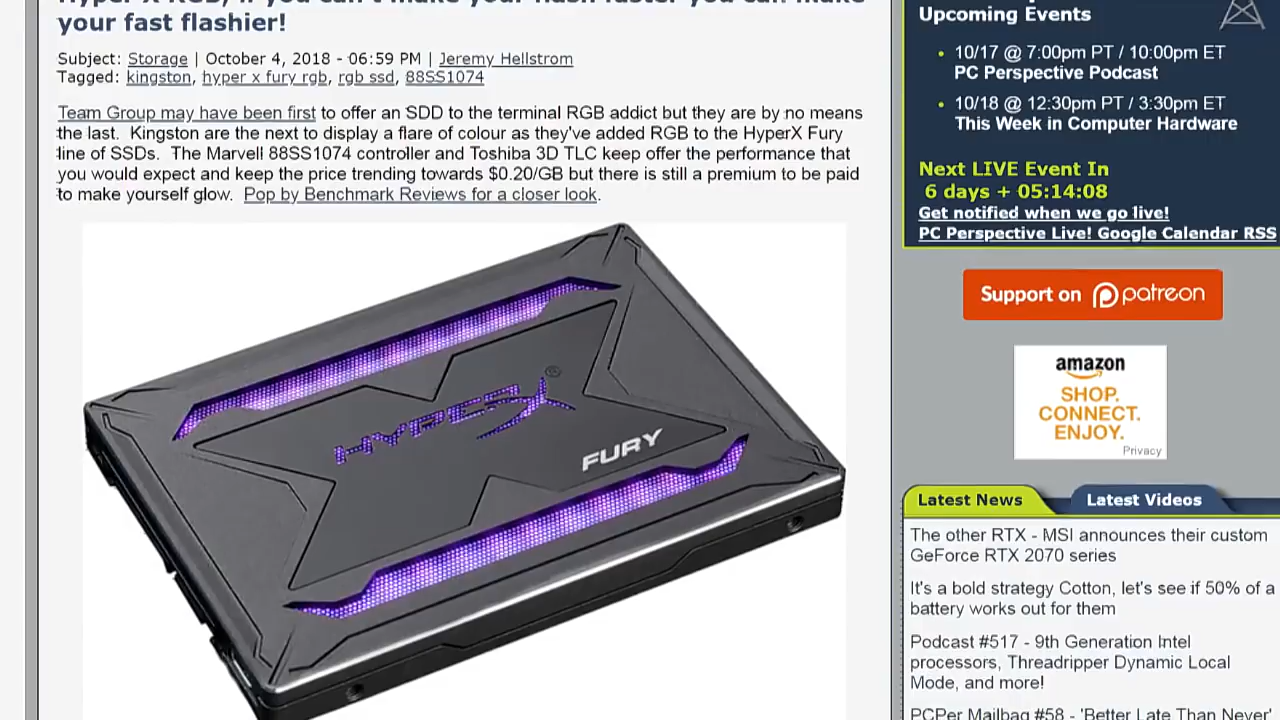 your fast flashier!
Subject: Storage | October 4, 2018 - 06:59 PM | Jeremy Hellstrom
Tagged: kingston, hyper x fury rgb, rgb ssd, 88SS1074
Team Group may have been first to offer an SDD to the terminal RGB addict but they are by no means
the last.  Kingston are the next to display a flare of colour as they've added RGB to the HyperX Fury
line of SSDs.  The Marvell 88SS1074 controller and Toshiba 3D TLC keep offer the performance that
you would expect and keep the price trending towards $0.20/GB but there is still a premium to be paid
to make yourself glow.  Pop by Benchmark Reviews for a closer look.
HYPERX®
FURY
Upcoming Events
10/17 @ 7:00pm PT / 10:00pm ET
PC Perspective Podcast
10/18 @ 12:30pm PT / 3:30pm ET
This Week in Computer Hardware
Next LIVE Event In
6 days + 05:14:08
Get notified when we go live!
PC Perspective Live! Google Calendar RSS
Support on patreon
amazon
SHOP.
CONNECT.
ENJOY.
Privacy
Latest News
Latest Videos
The other RTX - MSI announces their custom
GeForce RTX 2070 series
It's a bold strategy Cotton, let's see if 50% of a
battery works out for them
Podcast #517 - 9th Generation Intel
processors, Threadripper Dynamic Local
Mode, and more!
PCPer Mailbag #58 - 'Better Late Than Never'